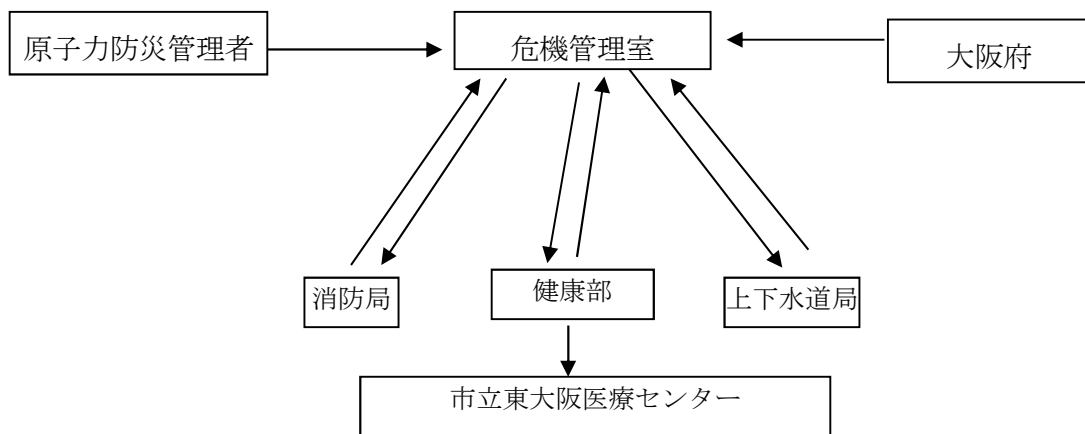 原子力防災管理者
危機管理室
大阪府
消防局
健康部
上下水道局
市立東大阪医療センター